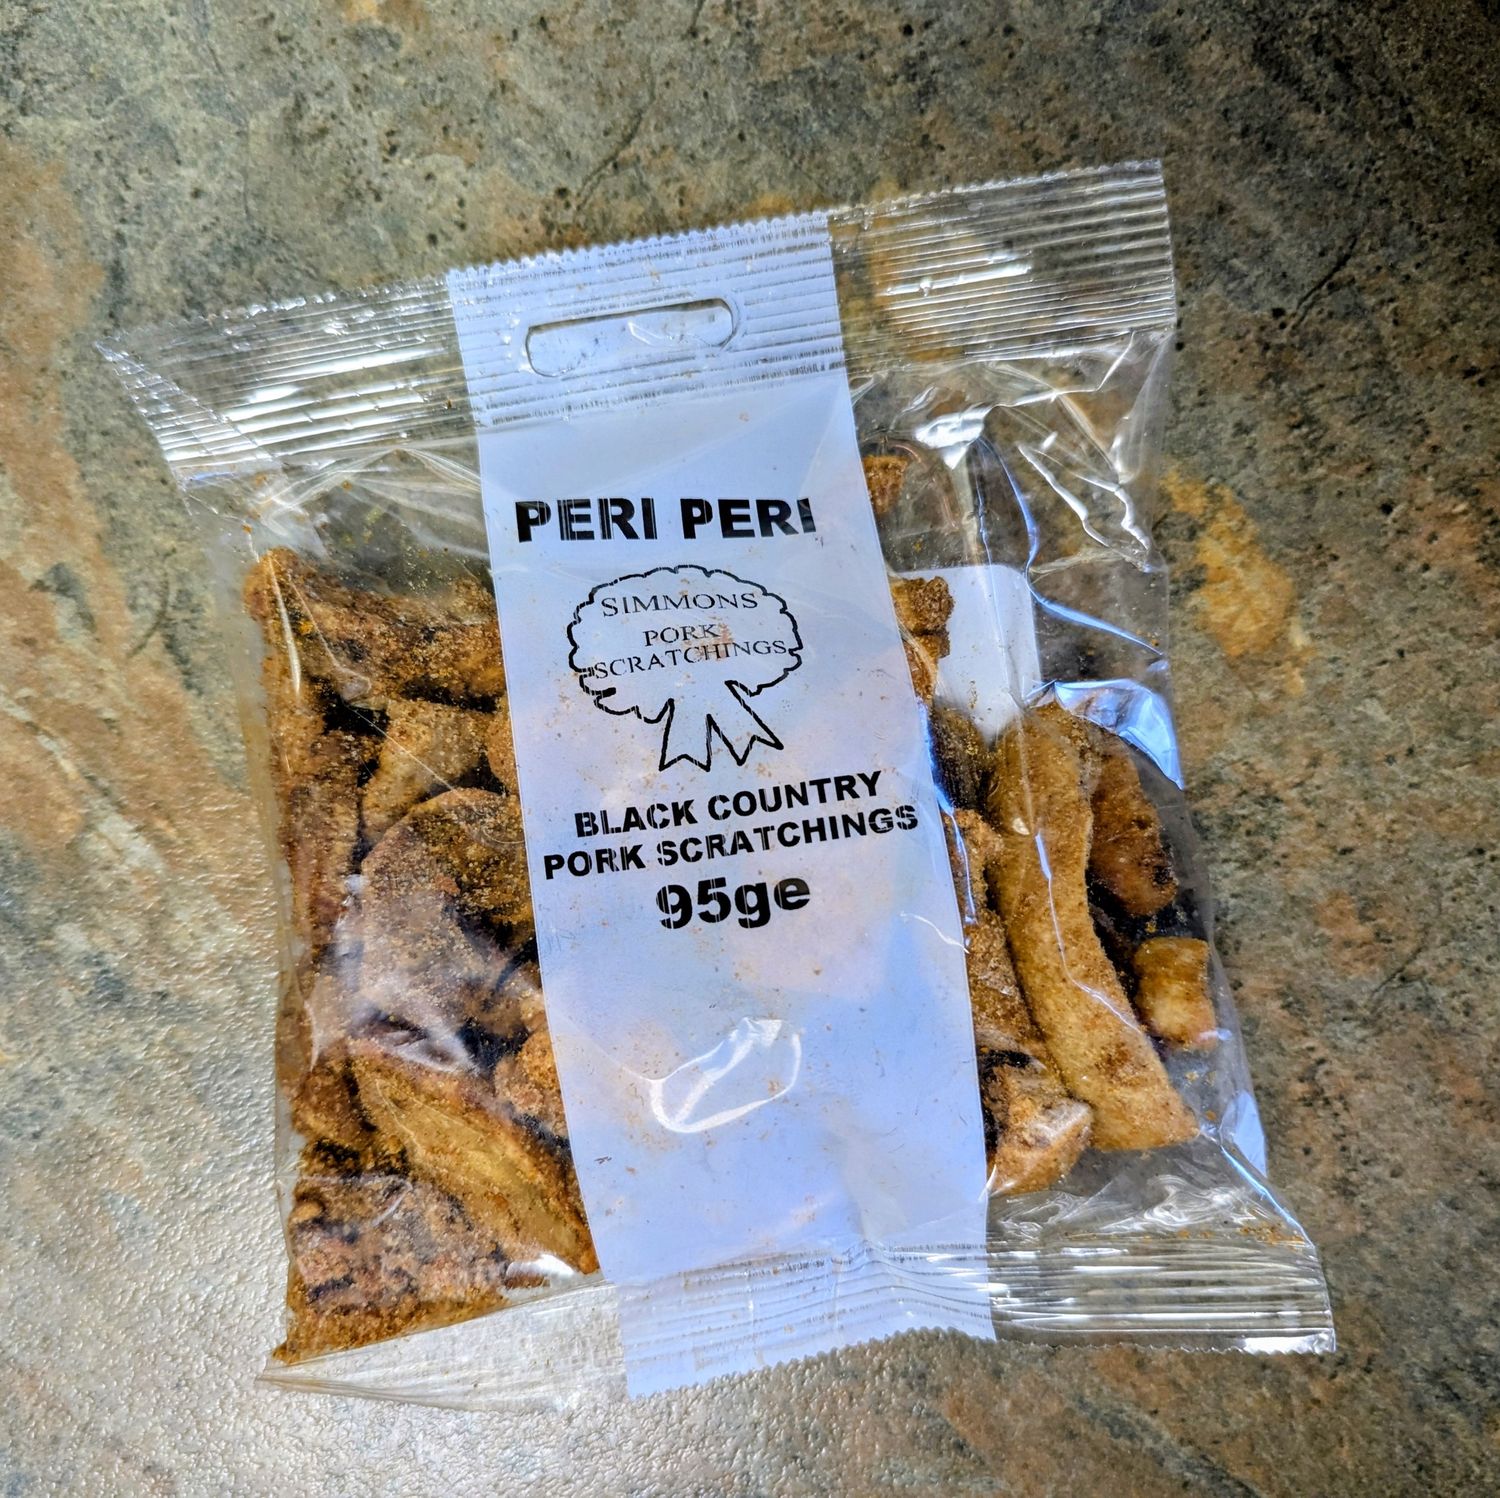 PERI PERI
SIMMONS
PORK
SCRATCHINGS
BLACK COUNTRY
PORK SCRATCHINGS
95ge